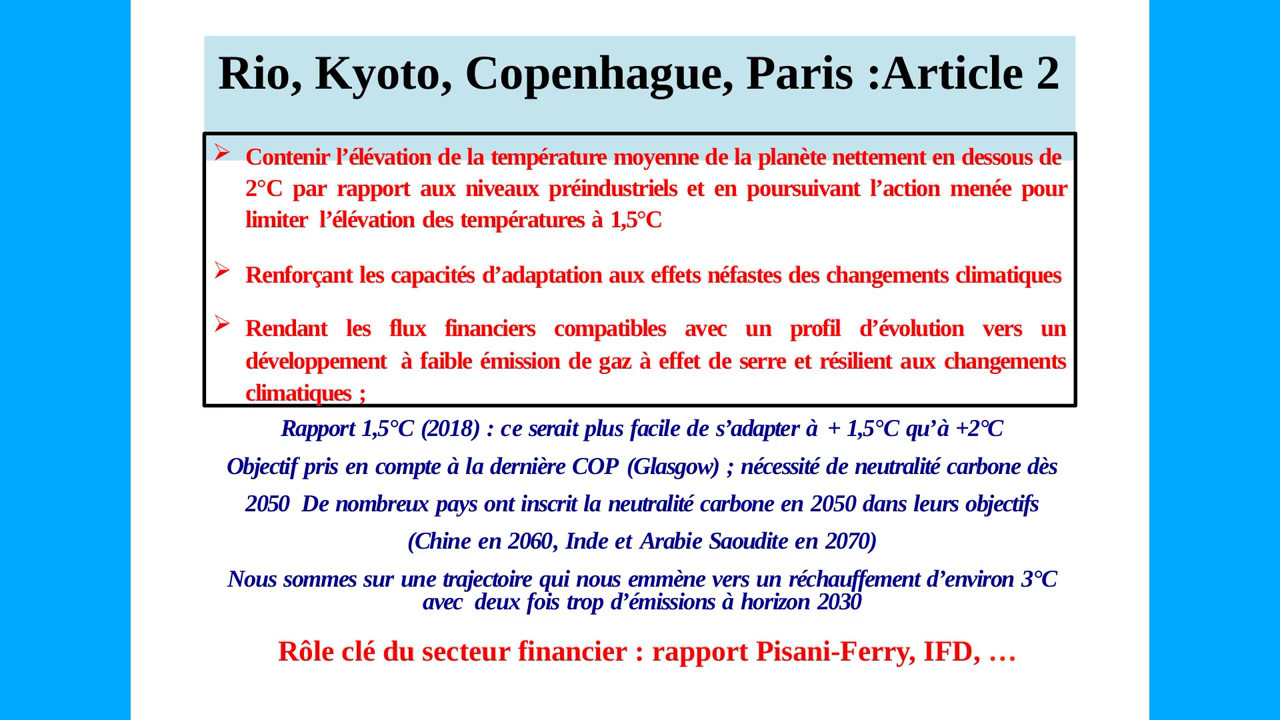 Rio, Kyoto, Copenhague, Paris :Article 2
➢ Contenir l’élévation de la température moyenne de la planète nettement en dessous de
2°C par rapport aux niveaux préindustriels et en poursuivant l’action menée pour
limiter l’élévation des températures à 1,5°C
➢ Renforçant les capacités d’adaptation aux effets néfastes des changements climatiques
➢ Rendant les flux financiers compatibles avec un profil d’évolution vers un
développement à faible émission de gaz à effet de serre et résilient aux changements
climatiques ;
Rapport 1,5°C (2018) : ce serait plus facile de s’adapter à + 1,5°C qu’à +2°C
Objectif pris en compte à la dernière COP (Glasgow) ; nécessité de neutralité carbone dès
2050 De nombreux pays ont inscrit la neutralité carbone en 2050 dans leurs objectifs
(Chine en 2060, Inde et Arabie Saoudite en 2070)
Nous sommes sur une trajectoire qui nous emmène vers un réchauffement d’environ 3°C
avec deux fois trop d’émissions à horizon 2030
Rôle clé du secteur financier : rapport Pisani-Ferry, IFD, …